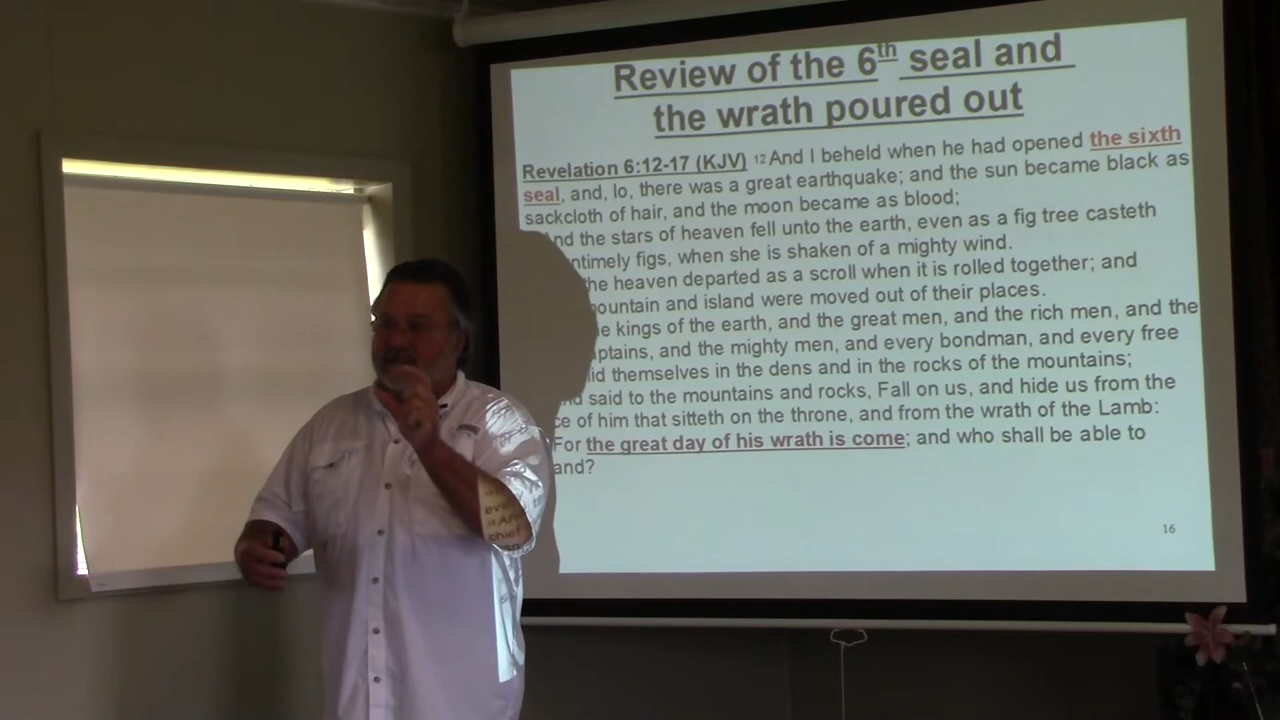 Review of the 6th seal and
the wrath poured out
Revelation 6:12-17 (KJV) 12 And I beheld when he had opened the sixth
seal, and, lo, there was a great earthquake; and the sun became black as
sackcloth of hair, and the moon became as blood;
nd the stars of heaven fell unto the earth, even as a fig tree casteth
ntimely figs, when she is shaken of a mighty wind.
he heaven departed as a scroll when it is rolled together; and
ountain and island were moved out of their places.
e kings of the earth, and the great men, and the rich men, and the
ptains, and the mighty men, and every bondman, and every free
id themselves in the dens and in the rocks of the mountains;
said to the mountains and rocks, Fall on us, and hide us from the
ce of him that sitteth on the throne, and from the wrath of the Lamb:
For the great day of his wrath is come; and who shall be able to
and?
16
chief